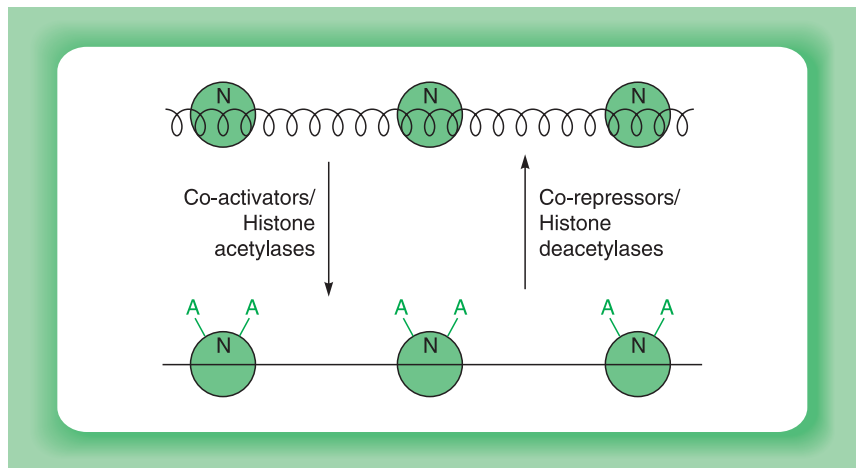 N N N
Co-activators/
Histone
acetylases
Co-repressors/
Histone
deacetylases
A A A A A A
N N N